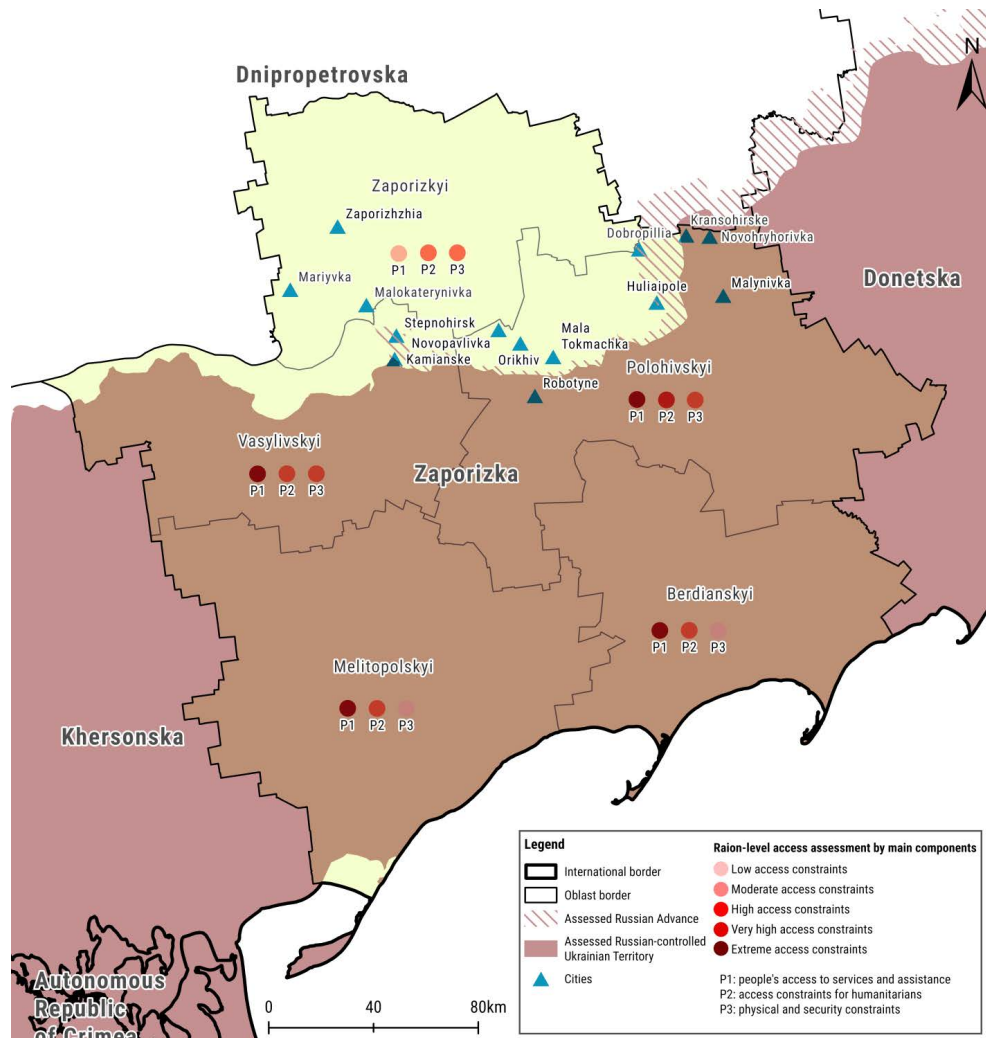 N
Dnipropetrovska
Zaporizkyi
Zaporizhzhia
Kransohirske
Dobropillia
Novohryhorivka
P1 P2 P3
Mariyvka
Malokaterynivka
Huliaipole
Malynivka
Donetska
Stepnohirsk
Novopavlivka
Kamianske
Orikhiv
Mala
Tokmachka
Robotyne
Polohivskyi
P1 P2 P3
Vasylivskyi
P1 P2 P3
Zaporizka
Berdianskyi
P1 P2 P3
Melitopolskyi
P1 P2 P3
Khersonska
Autonomous
Republic
of Crimea
0 40 80km
Legend
International border
Oblast border
Assessed Russian Advance
Assessed Russian-controlled
Ukrainian Territory
Cities
Raion-level access assessment by main components
Low access constraints
Moderate access constraints
High access constraints
Very high access constraints
Extreme access constraints
P1: people's access to services and assistance
P2: access constraints for humanitarians
P3: physical and security constraints